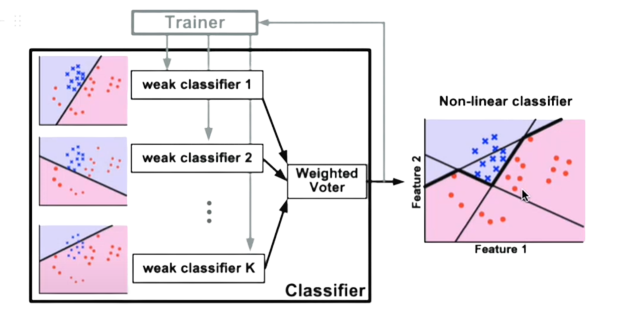 Trainer
weak classifier 1
weak classifier 2
weak classifier K
Weighted
Voter
Classifier
Non-linear classifier
Feature 2
Feature 1